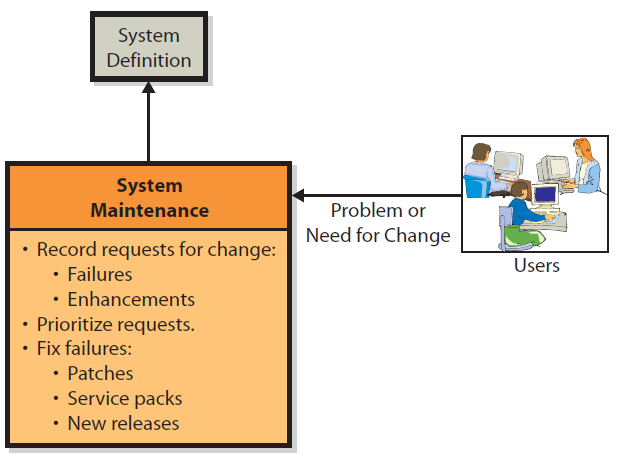 System
Definition
System
Maintenance
• Record requests for change:
• Failures
• Enhancements
• Prioritize requests.
• Fix failures:
• Patches
• Service packs
• New releases
Problem or
Need for Change
Users